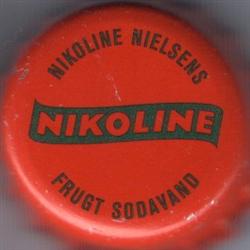 NIKOLINE NIELSENS
NIKOLINE
FRUGT SODAVAND